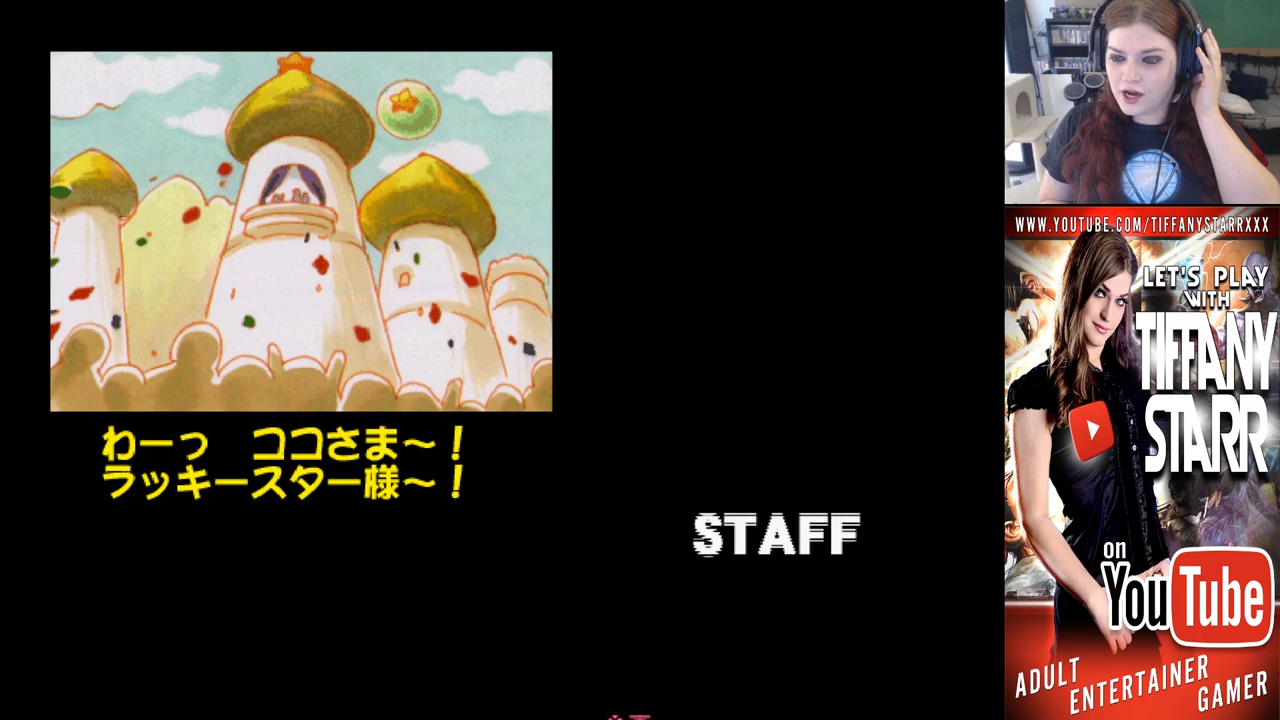 わーっ ココさま～！
ラッキースター様～！
STAFF
WWW.YOUTUBE.COM/TIFFANYSTARRXXX
LET'S PLAY
WITH
TIFFANY
STARR
on
YouTube
ADULT
ENTERTAINER
GAMER